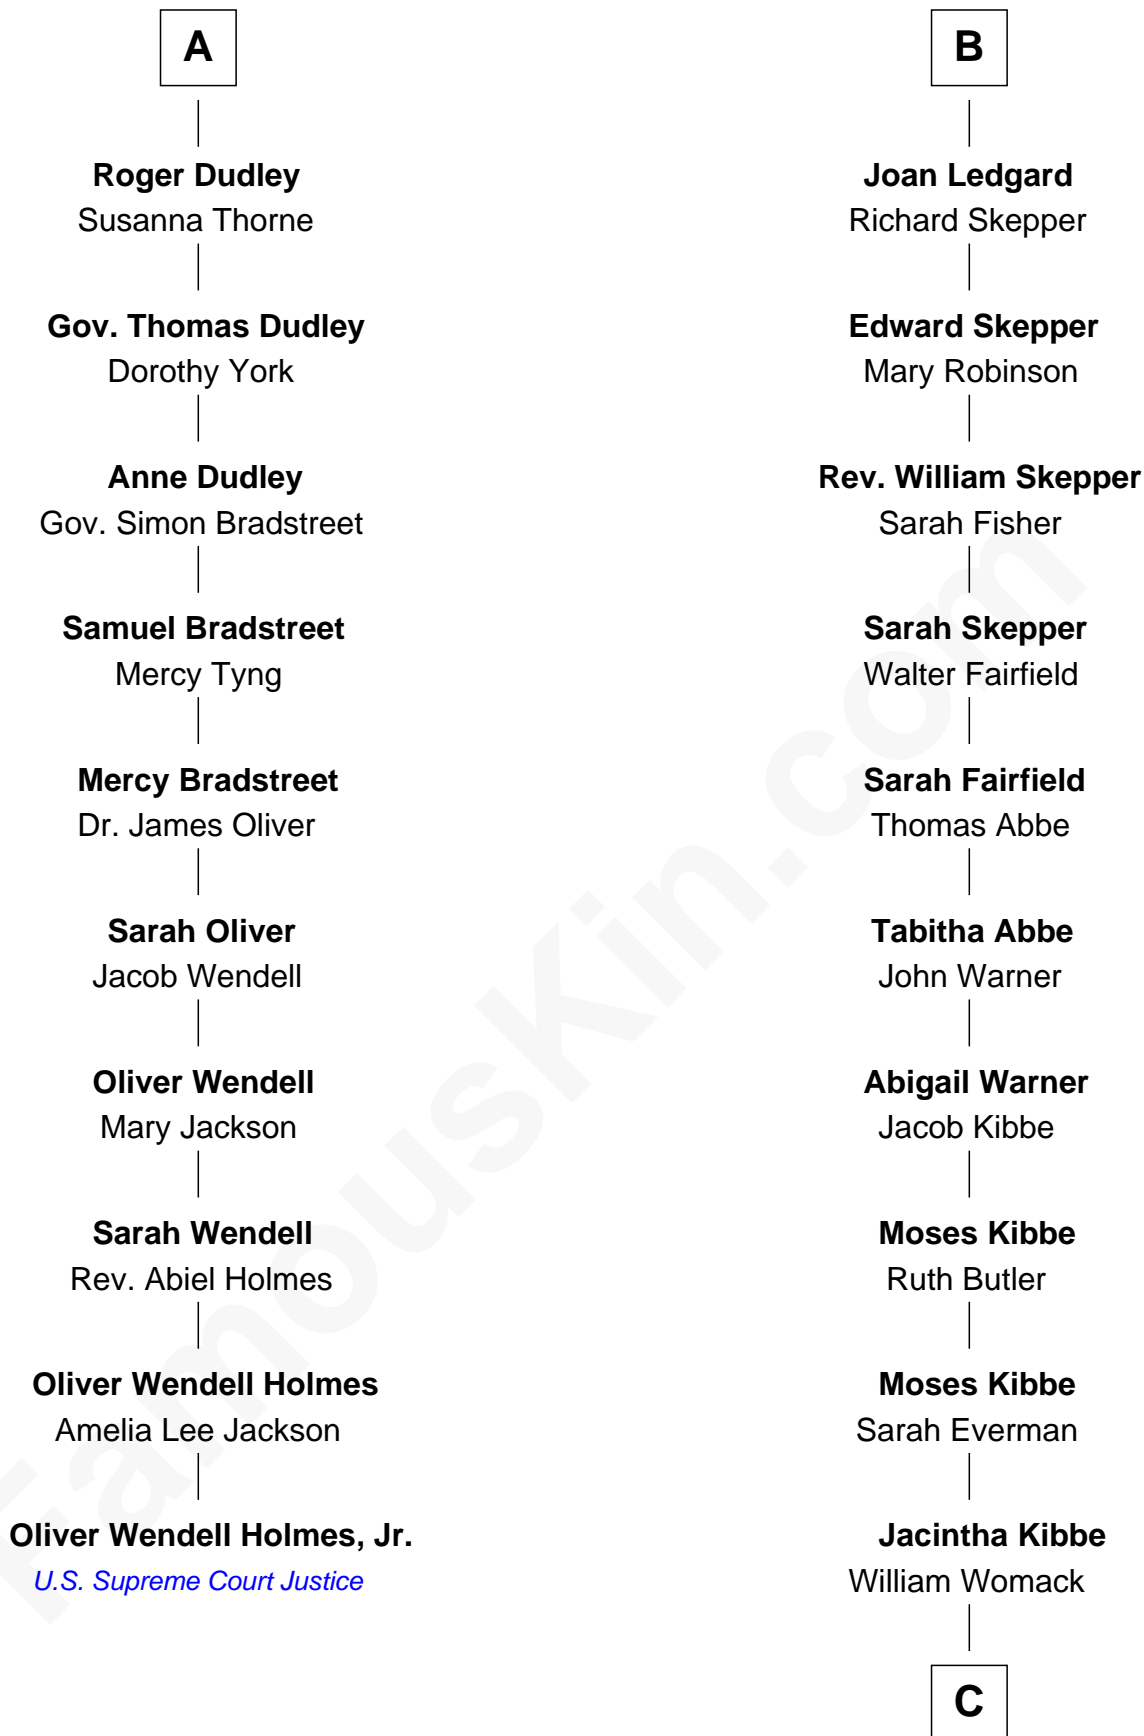 A
Roger Dudley
Susanna Thorne
Gov. Thomas Dudley
Dorothy York
Anne Dudley
Gov. Simon Bradstreet
Samuel Bradstreet
Mercy Tyng
Mercy Bradstreet
Dr. James Oliver
Sarah Oliver
Jacob Wendell
Oliver Wendell
Mary Jackson
Sarah Wendell
Rev. Abiel Holmes
Oliver Wendell Holmes
Amelia Lee Jackson
Oliver Wendell Holmes, Jr.
U.S. Supreme Court Justice
B
Joan Ledgard
Richard Skepper
Edward Skepper
Mary Robinson
Rev. William Skepper
Sarah Fisher
Sarah Skepper
Walter Fairfield
Sarah Fairfield
Thomas Abbe
Tabitha Abbe
John Warner
Abigail Warner
Jacob Kibbe
Moses Kibbe
Ruth Butler
Moses Kibbe
Sarah Everman
Jacintha Kibbe
William Womack
C
FamousKin.com